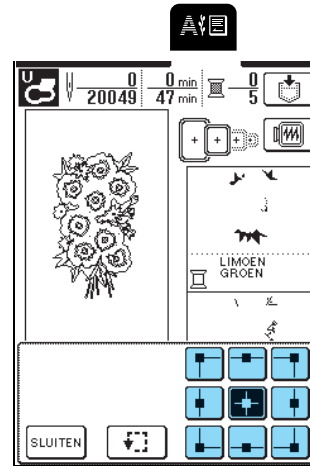 A
U 0 0 min 0
20049 47 min 5
LIMOEN
GROEN
SLUITEN